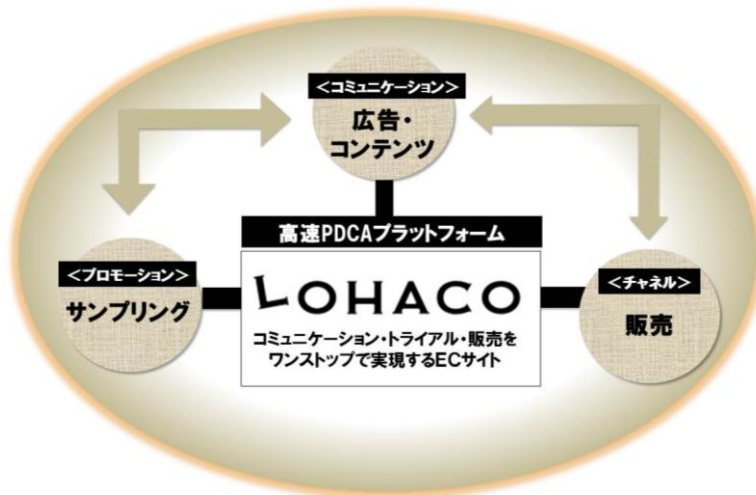 ＜コミュニケーション＞
広告・
コンテンツ
高速PDCAプラットフォーム
＜プロモーション＞
サンプリング
LOHACO
コミュニケーション・トライアル・販売を
ワンストップで実現するECサイト
＜チャネル＞
販売